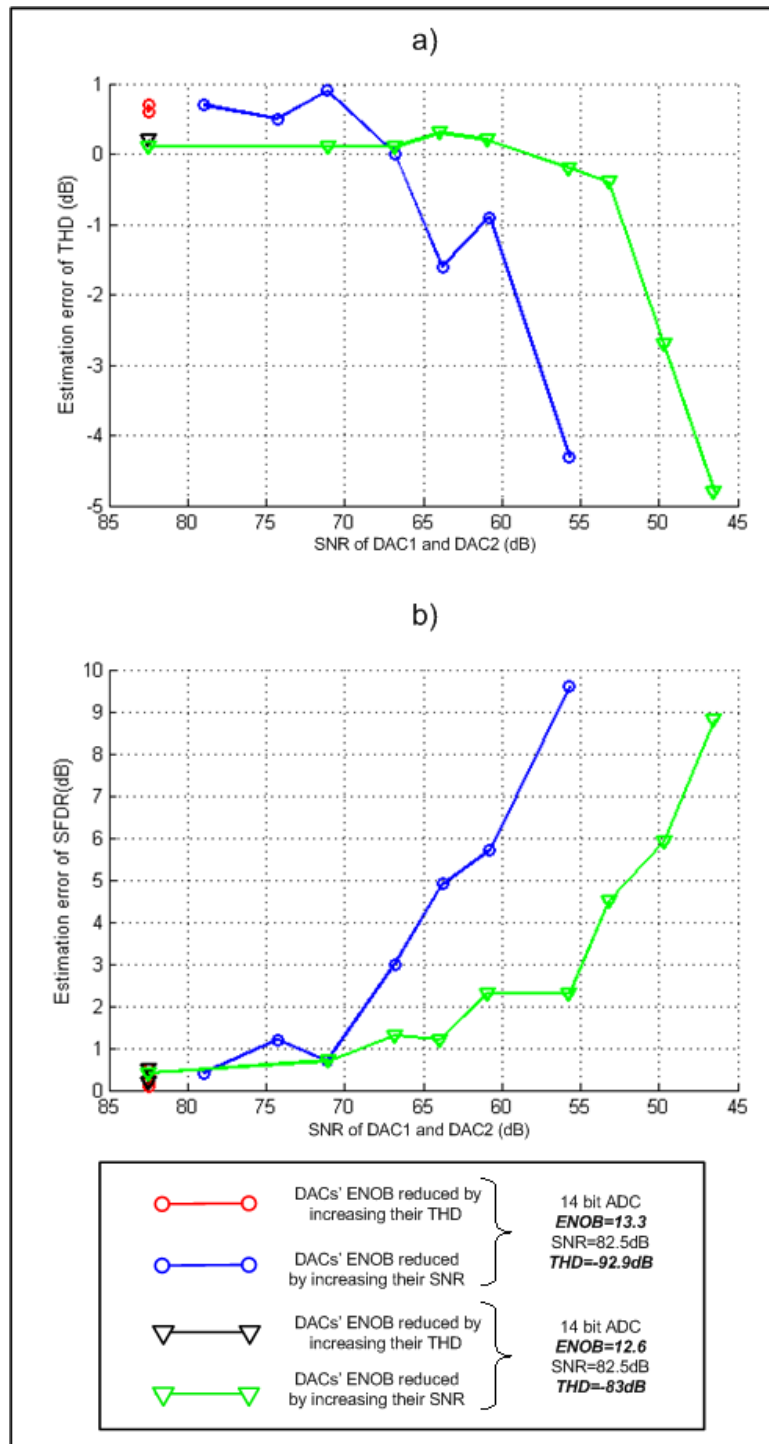 a)
1
0
-1
-2
-3
-4
-5
Estimation error of THD (dB)
85 80 75 70 65 60 55 50 45
SNR of DAC1 and DAC2 (dB)
b)
10
9
8
7
6
5
4
3
2
1
0
Estimation error of SFDR(dB)
85 80 75 70 65 60 55 50 45
SNR of DAC1 and DAC2 (dB)
DACs' ENOB reduced by
increasing their THD
DACs' ENOB reduced
by increasing their SNR
14 bit ADC
ENOB=13.3
SNR=82.5dB
THD=-92.9dB
DACs' ENOB reduced by
increasing their THD
DACs' ENOB reduced
by increasing their SNR
14 bit ADC
ENOB=12.6
SNR=82.5dB
THD=-83dB